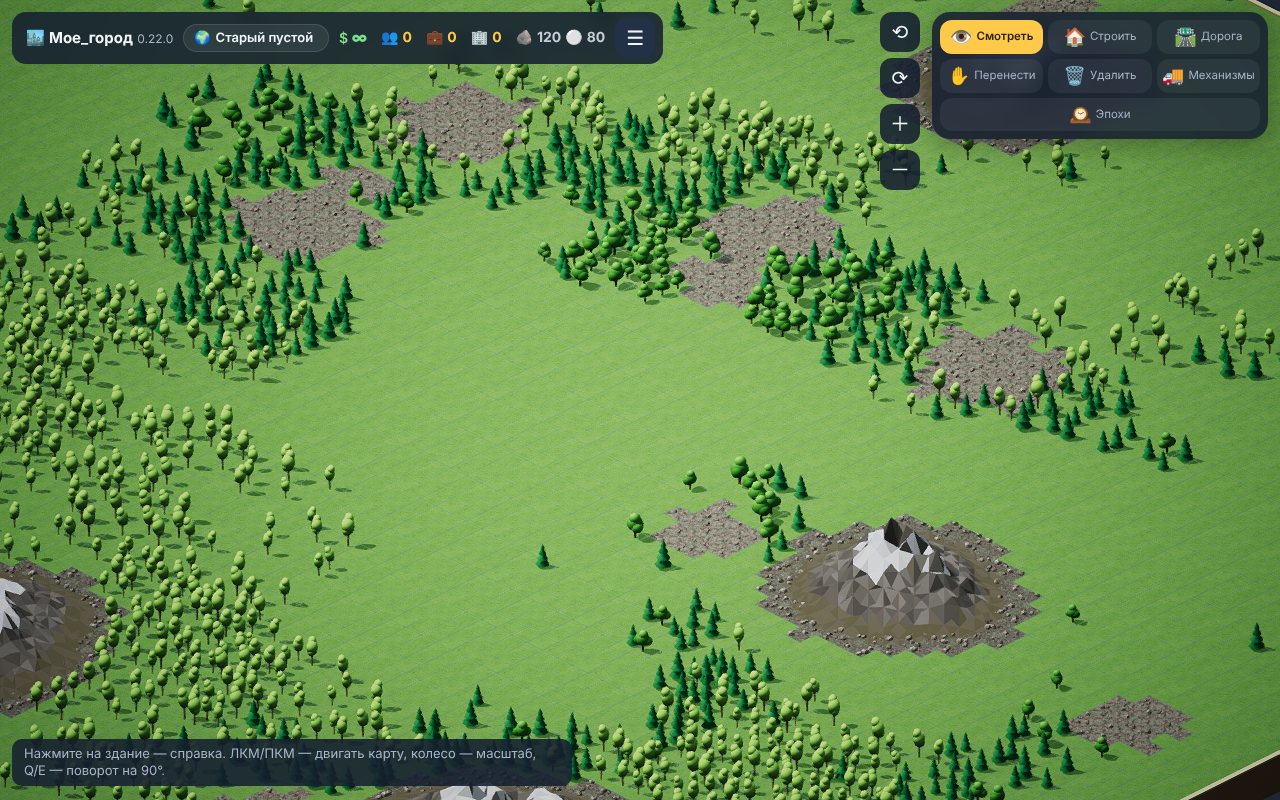 Мое_город 0.22.0 Старый пустой $ ∞ 0 0 0 120 80
Смотреть Строить Дорога
Перенести Удалить Механизмы
Эпохи
Нажмите на здание — справка. ЛКМ/ПКМ — двигать карту, колесо — масштаб,
Q/E — поворот на 90°.